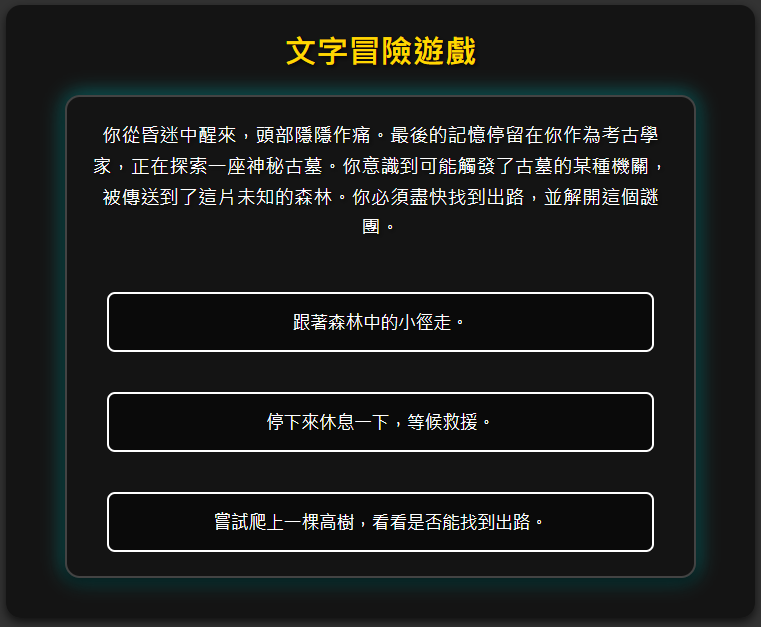 文字冒險遊戲
你從昏迷中醒來，頭部隱隱作痛。最後的記憶停留在你作為考古學
家，正在探索一座神秘古墓。你意識到可能觸發了古墓的某種機關，
被傳送到了這片未知的森林。你必須盡快找到出路，並解開這個謎
團。
跟著森林中的小徑走。
停下來休息一下，等候救援。
嘗試爬上一棵高樹，看看是否能找到出路。